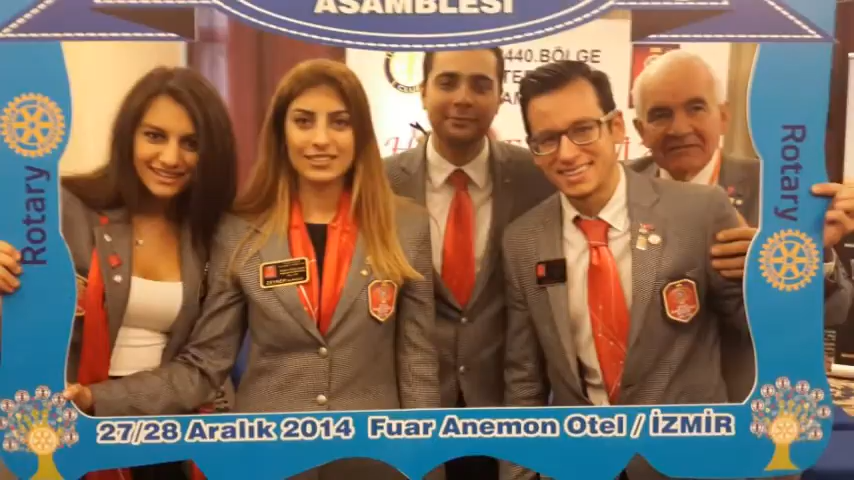 ASAMBLESİ
440.BÖLGE
Rotary
Rotary
27/28 Aralık 2014 Fuar Anemon Otel / İZMİR